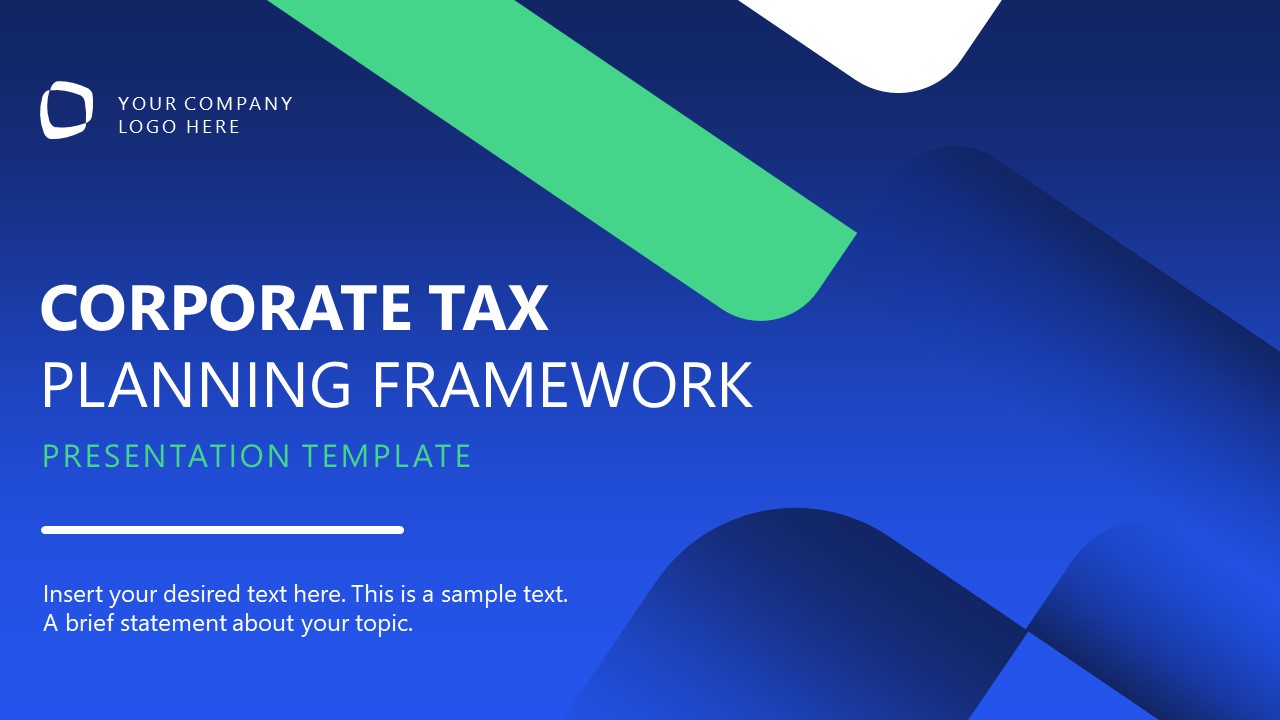 YOUR COMPANY
LOGO HERE
CORPORATE TAX
PLANNING FRAMEWORK
PRESENTATION TEMPLATE
Insert your desired text here. This is a sample text.
A brief statement about your topic.